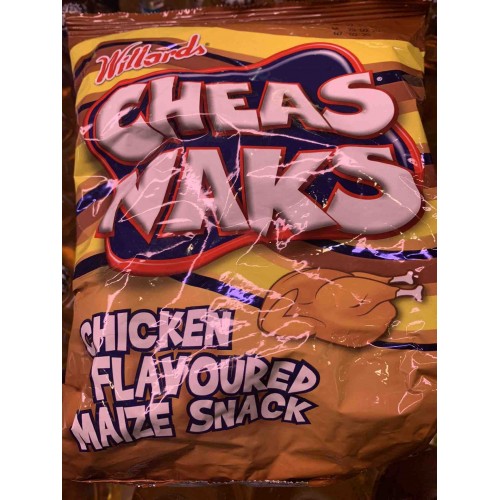 Willards
CHEAS
NAKS
CHICKEN
FLAVOURED
MAIZE SNACK